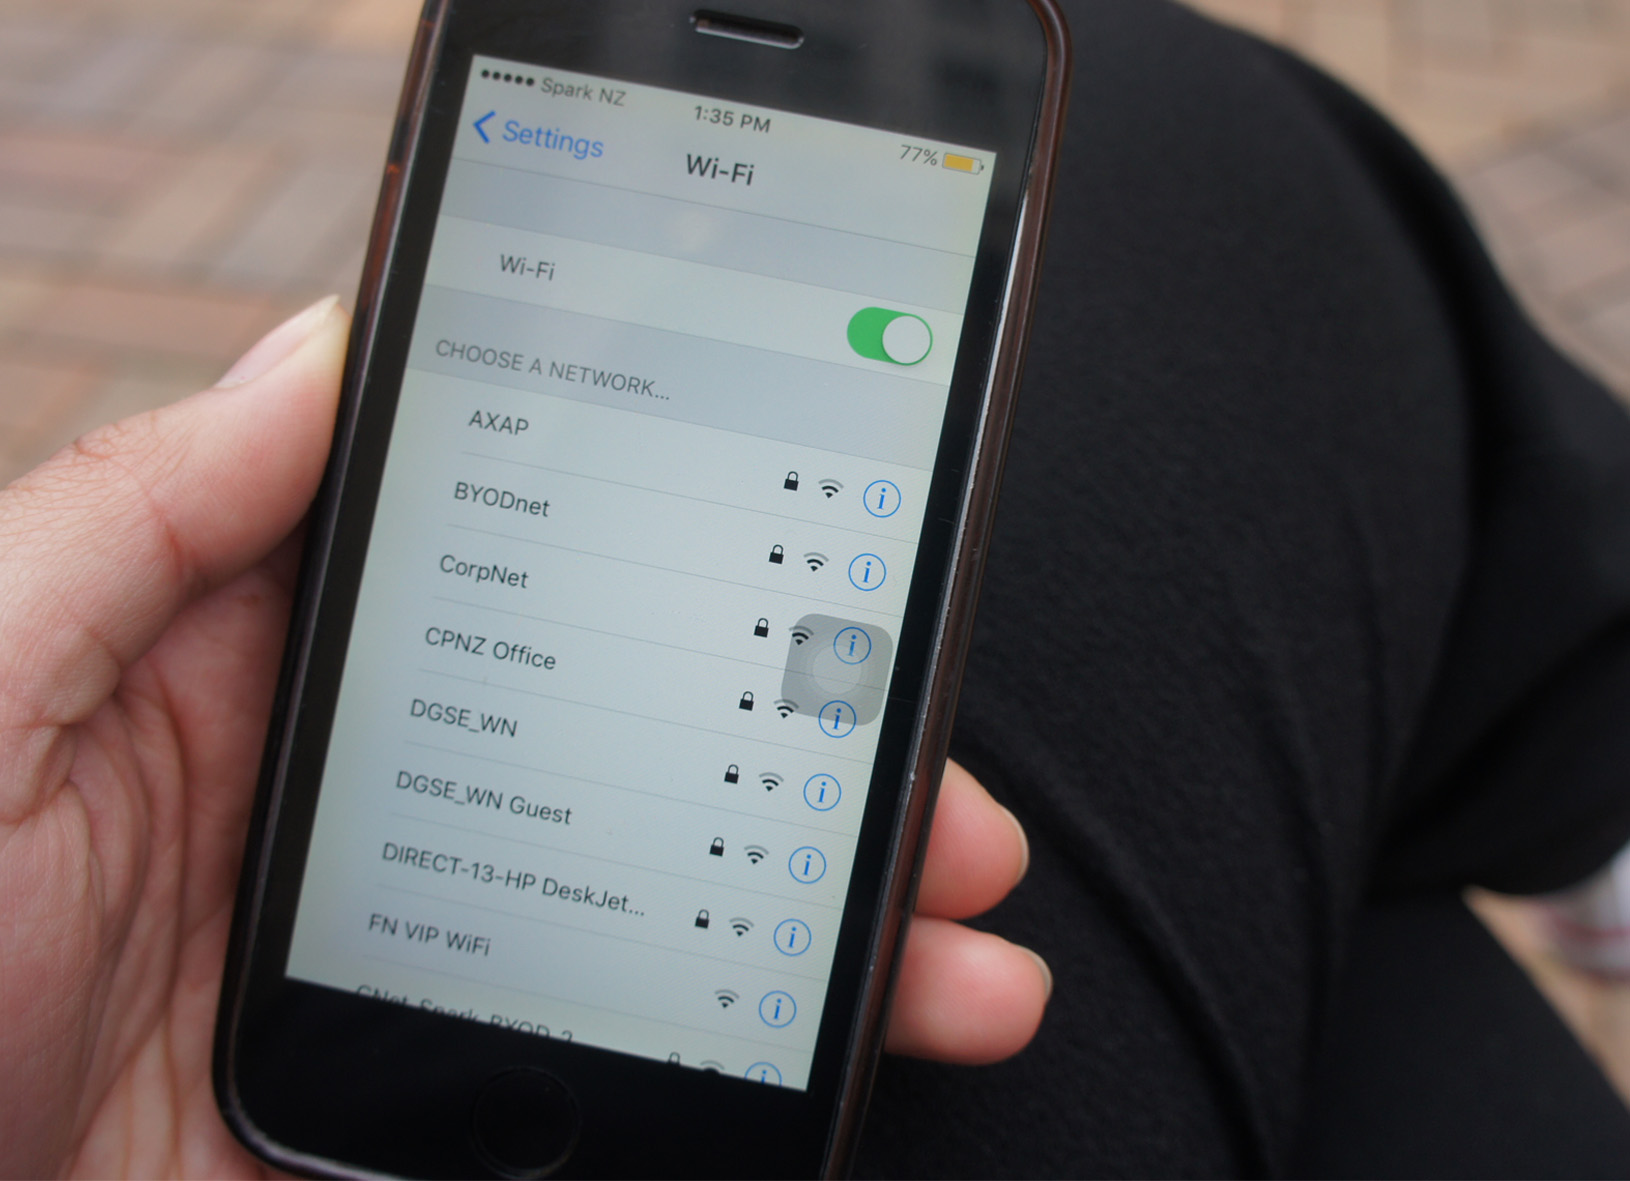 Spark NZ
1:35 PM
77%
Settings
Wi-Fi
Wi-Fi
CHOOSE A NETWORK...
AXAP
BYODnet
CorpNet
CPNZ Office
DGSE_WN
DGSE_WN Guest
DIRECT-13-HP DeskJet...
FN VIP WiFi
GNet_Spark_BYOD_2